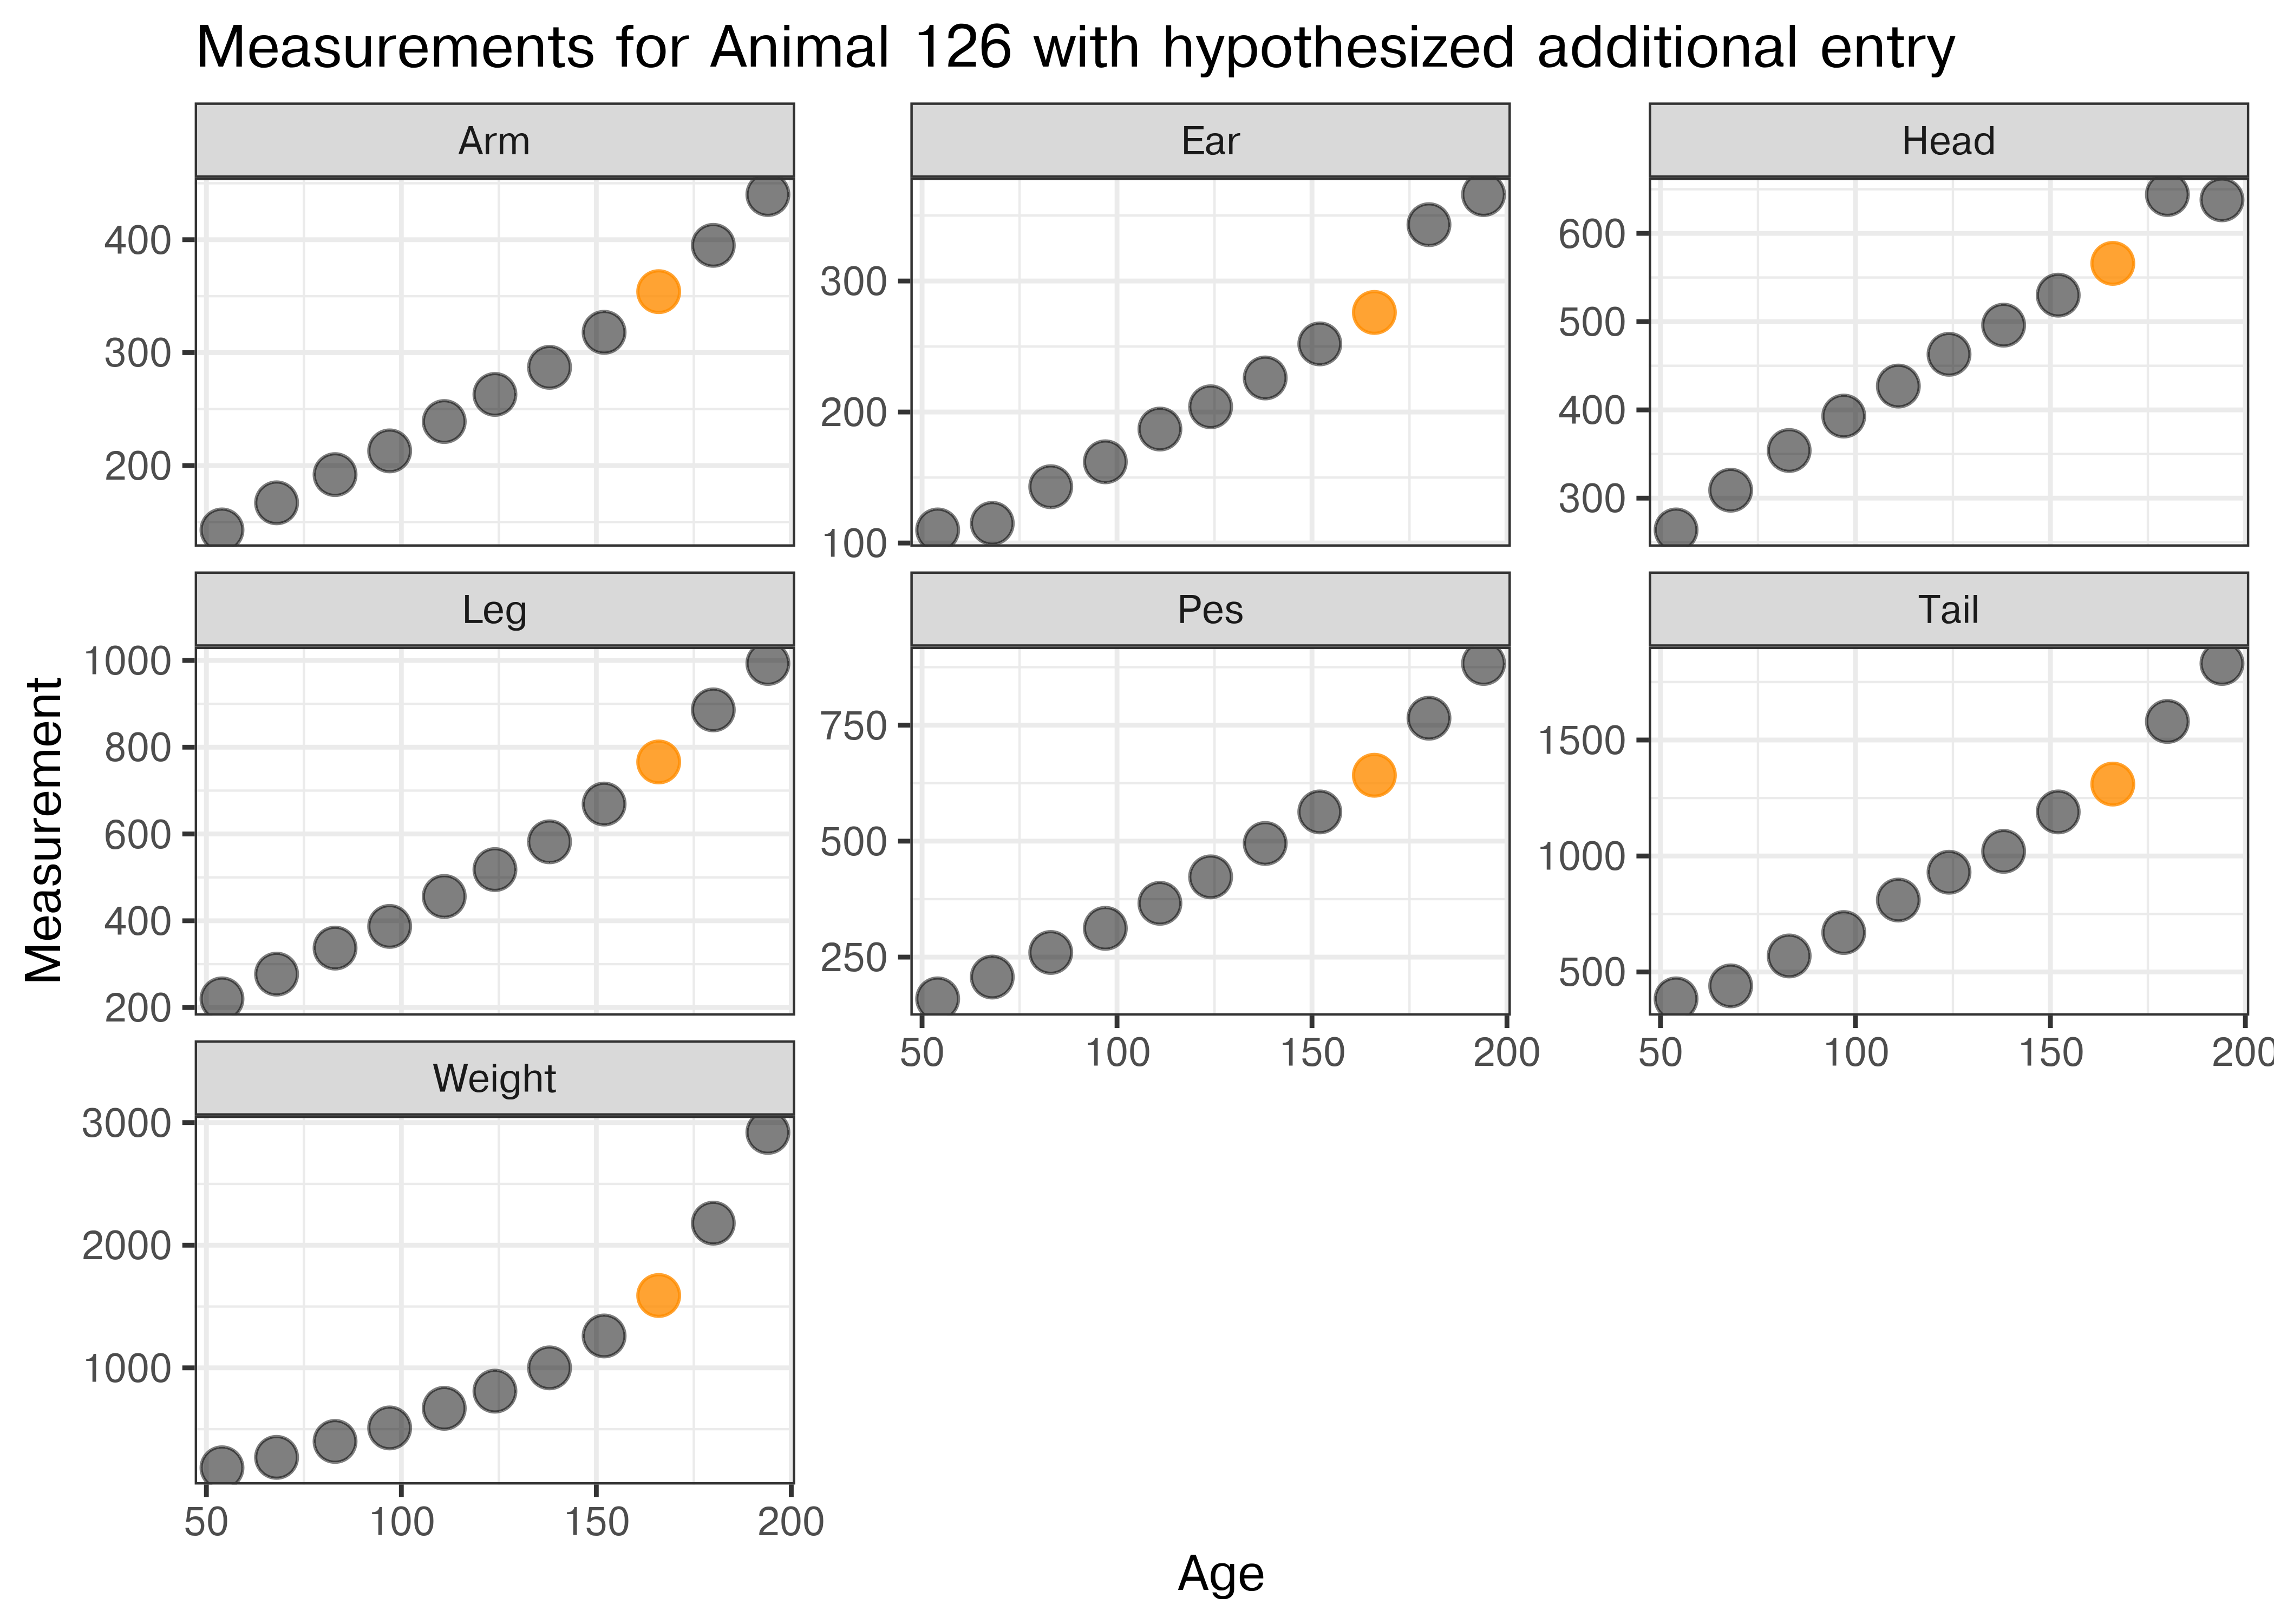 Measurements for Animal 126 with hypothesized additional entry
Arm
Ear
Head
400
300
200
300
200
100
600
500
400
300
Leg
Pes
Tail
1000
800
600
400
200
750
500
250
1500
1000
500
50 100 150 200
50 100 150 200
Weight
3000
2000
1000
50 100 150 200
Measurement
Age